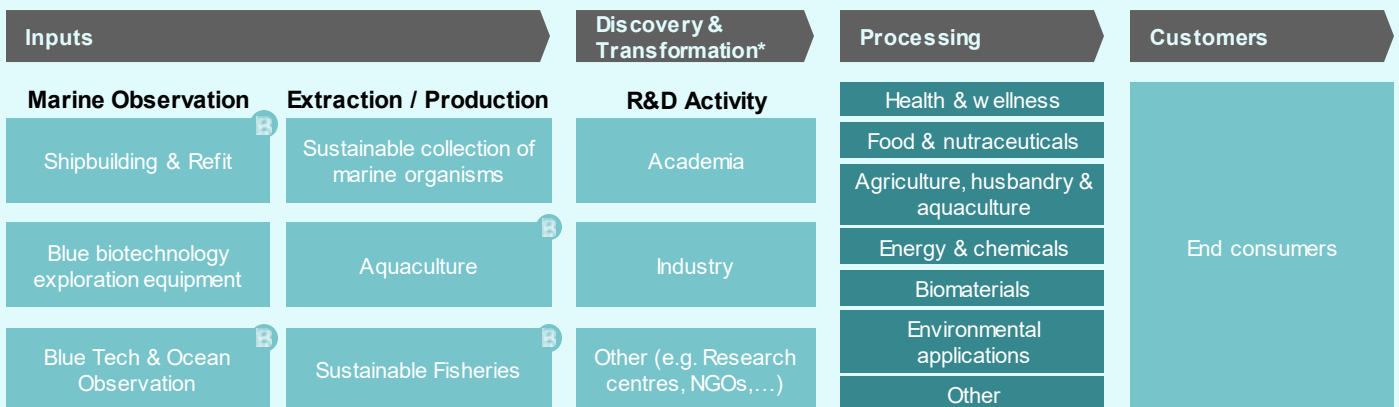 Inputs
Discovery &
Transformation*
Processing
Customers
Marine Observation
Extraction / Production
R&D Activity
B
Shipbuilding & Refit
Sustainable collection of
marine organisms
Academia
Blue biotechnology
exploration equipment
B
Aquaculture
Industry
B
Blue Tech & Ocean
Observation
B
Sustainable Fisheries
Other (e.g. Research
centres, NGOs,...)
Health & wellness
Food & nutraceuticals
Agriculture, husbandry &
aquaculture
Energy & chemicals
Biomaterials
Environmental
applications
Other
End consumers